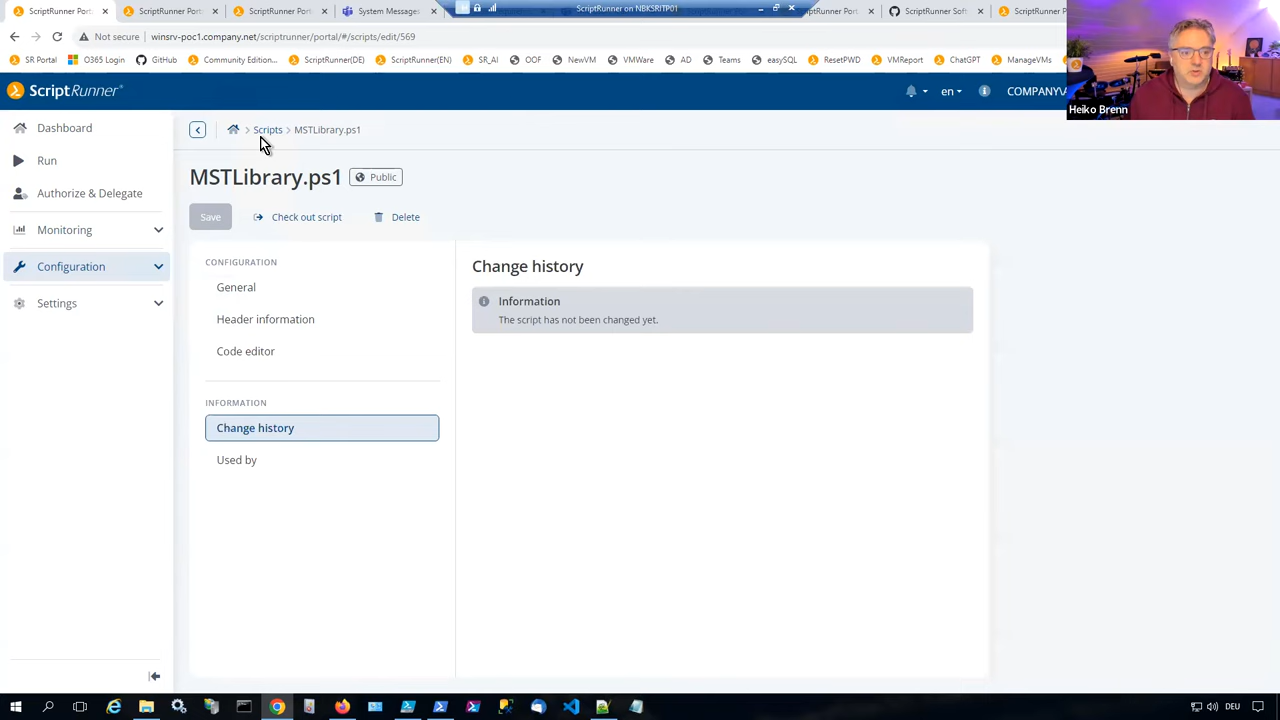 ScriptRunner Port
ScriptRunner Port
ScriptRunner Port
System Messages
ScriptRunner on NBKSRITP01
ScriptRunner Soft
ScriptRunner P
Not secure
winsrv-poc1.company.net/scriptrunner/portal/#/scripts/edit/569
SR Portal
O365 Login
GitHub
Community Edition...
ScriptRunner(DE)
ScriptRunner(EN)
SR_AI
OOF
NewVM
VMWare
AD
Teams
easySQL
ResetPWD
VMReport
ChatGPT
ManageVMs
ScriptRunner®
en
COMPANY\A
Heiko Brenn
Dashboard
Run
Authorize & Delegate
Monitoring
Configuration
Settings
Scripts > MSTLibrary.ps1
MSTLibrary.ps1
Public
Save
Check out script
Delete
CONFIGURATION
General
Header information
Code editor
INFORMATION
Change history
Used by
Change history
Information
The script has not been changed yet.
DEU